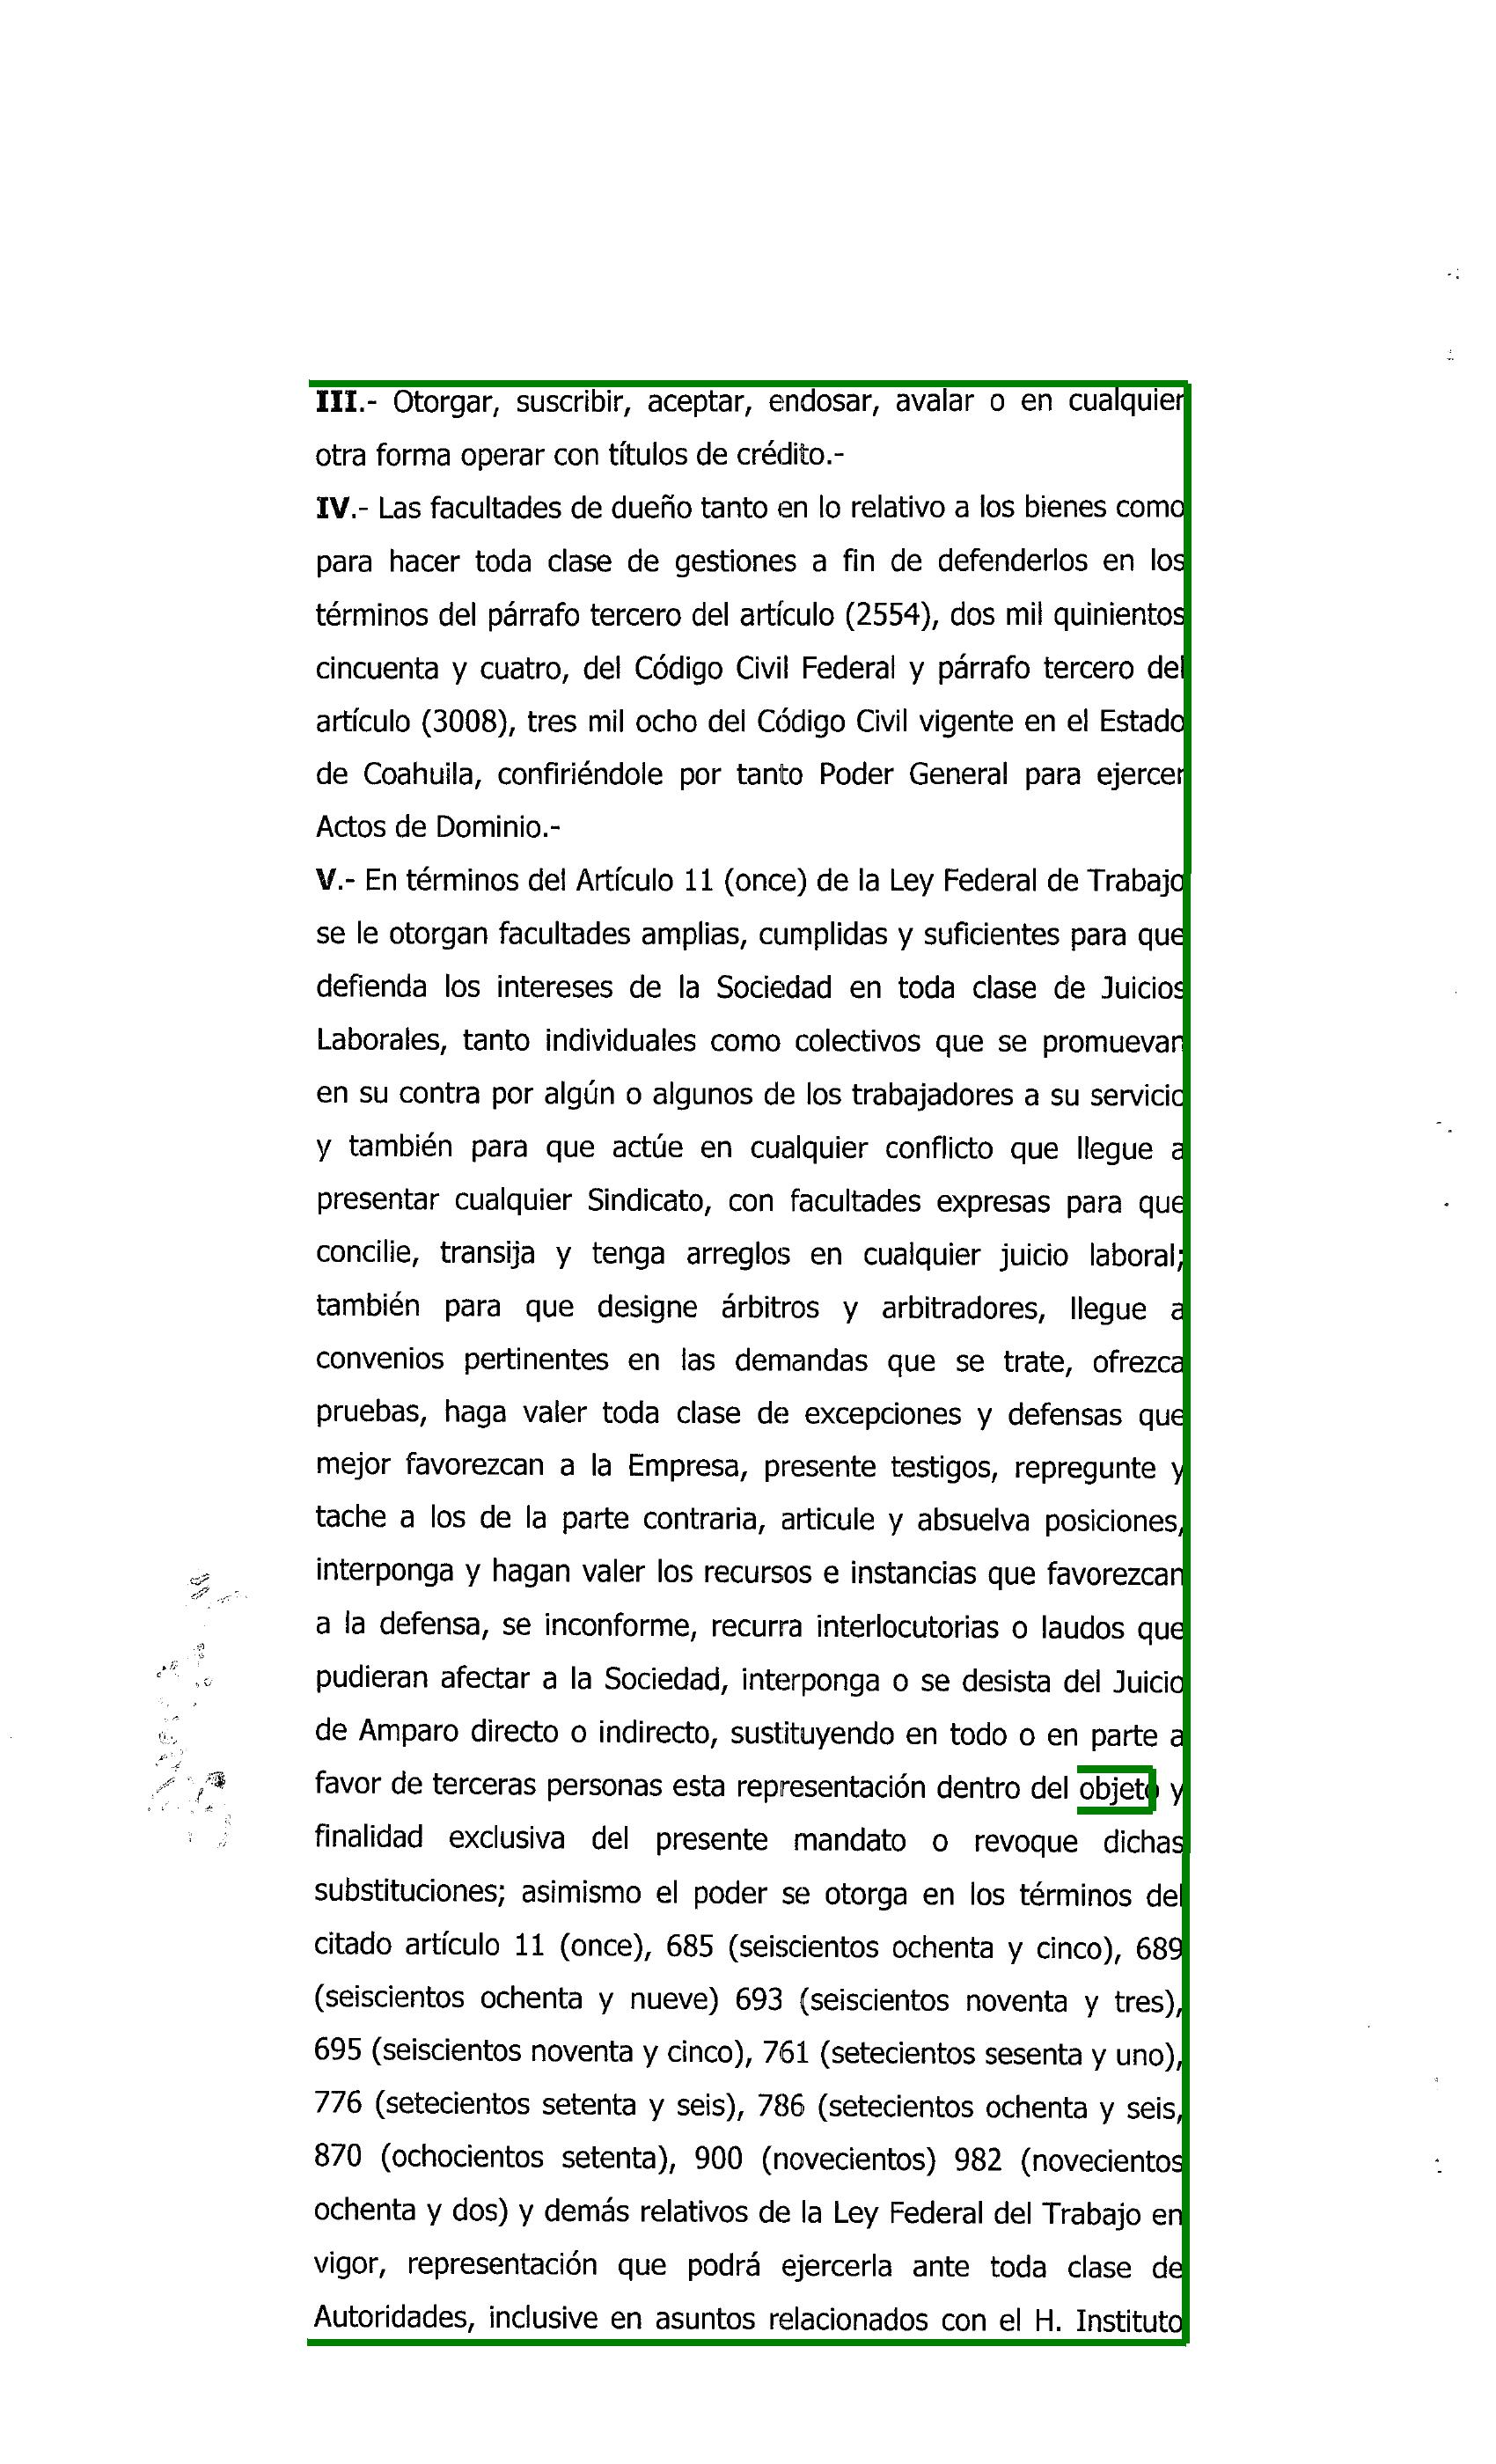 III.- Otorgar, suscribir, aceptar, endosar, avalar o en cualquier
otra forma operar con títulos de crédito.-
IV.- Las facultades de dueño tanto en lo relativo a los bienes como
para hacer toda clase de gestiones a fin de defenderlos en los
términos del párrafo tercero del artículo (2554), dos mil quinientos
cincuenta y cuatro, del Código Civil Federal y párrafo tercero del
artículo (3008), tres mil ocho del Código Civil vigente en el Estado
de Coahuila, confiriéndole por tanto Poder General para ejercer
Actos de Dominio.-
V.- En términos del Artículo 11 (once) de la Ley Federal de Trabajo
se le otorgan facultades amplias, cumplidas y suficientes para que
defienda los intereses de la Sociedad en toda clase de Juicios
Laborales, tanto individuales como colectivos que se promuevan
en su contra por algún o algunos de los trabajadores a su servicio
y también para que actúe en cualquier conflicto que llegue a
presentar cualquier Sindicato, con facultades expresas para que
concilie, transija y tenga arreglos en cualquier juicio laboral;
también para que designe árbitros y arbitradores, llegue a
convenios pertinentes en las demandas que se trate, ofrezca
pruebas, haga valer toda clase de excepciones y defensas que
mejor favorezcan a la Empresa, presente testigos, repregunte y
tache a los de la parte contraria, articule y absuelva posiciones,
interponga y hagan valer los recursos e instancias que favorezcan
a la defensa, se inconforme, recurra interlocutorias o laudos que
pudieran afectar a la Sociedad, interponga o se desista del Juicio
de Amparo directo o indirecto, sustituyendo en todo o en parte a
favor de terceras personas esta representación dentro del objeto y
finalidad exclusiva del presente mandato o revoque dichas
substituciones; asimismo el poder se otorga en los términos del
citado artículo 11 (once), 685 (seiscientos ochenta y cinco), 689
(seiscientos ochenta y nueve) 693 (seiscientos noventa y tres),
695 (seiscientos noventa y cinco), 761 (setecientos sesenta y uno),
776 (setecientos setenta y seis), 786 (setecientos ochenta y seis,
870 (ochocientos setenta), 900 (novecientos) 982 (novecientos
ochenta y dos) y demás relativos de la Ley Federal del Trabajo en
vigor, representación que podrá ejercerla ante toda clase de
Autoridades, inclusive en asuntos relacionados con el H. Instituto